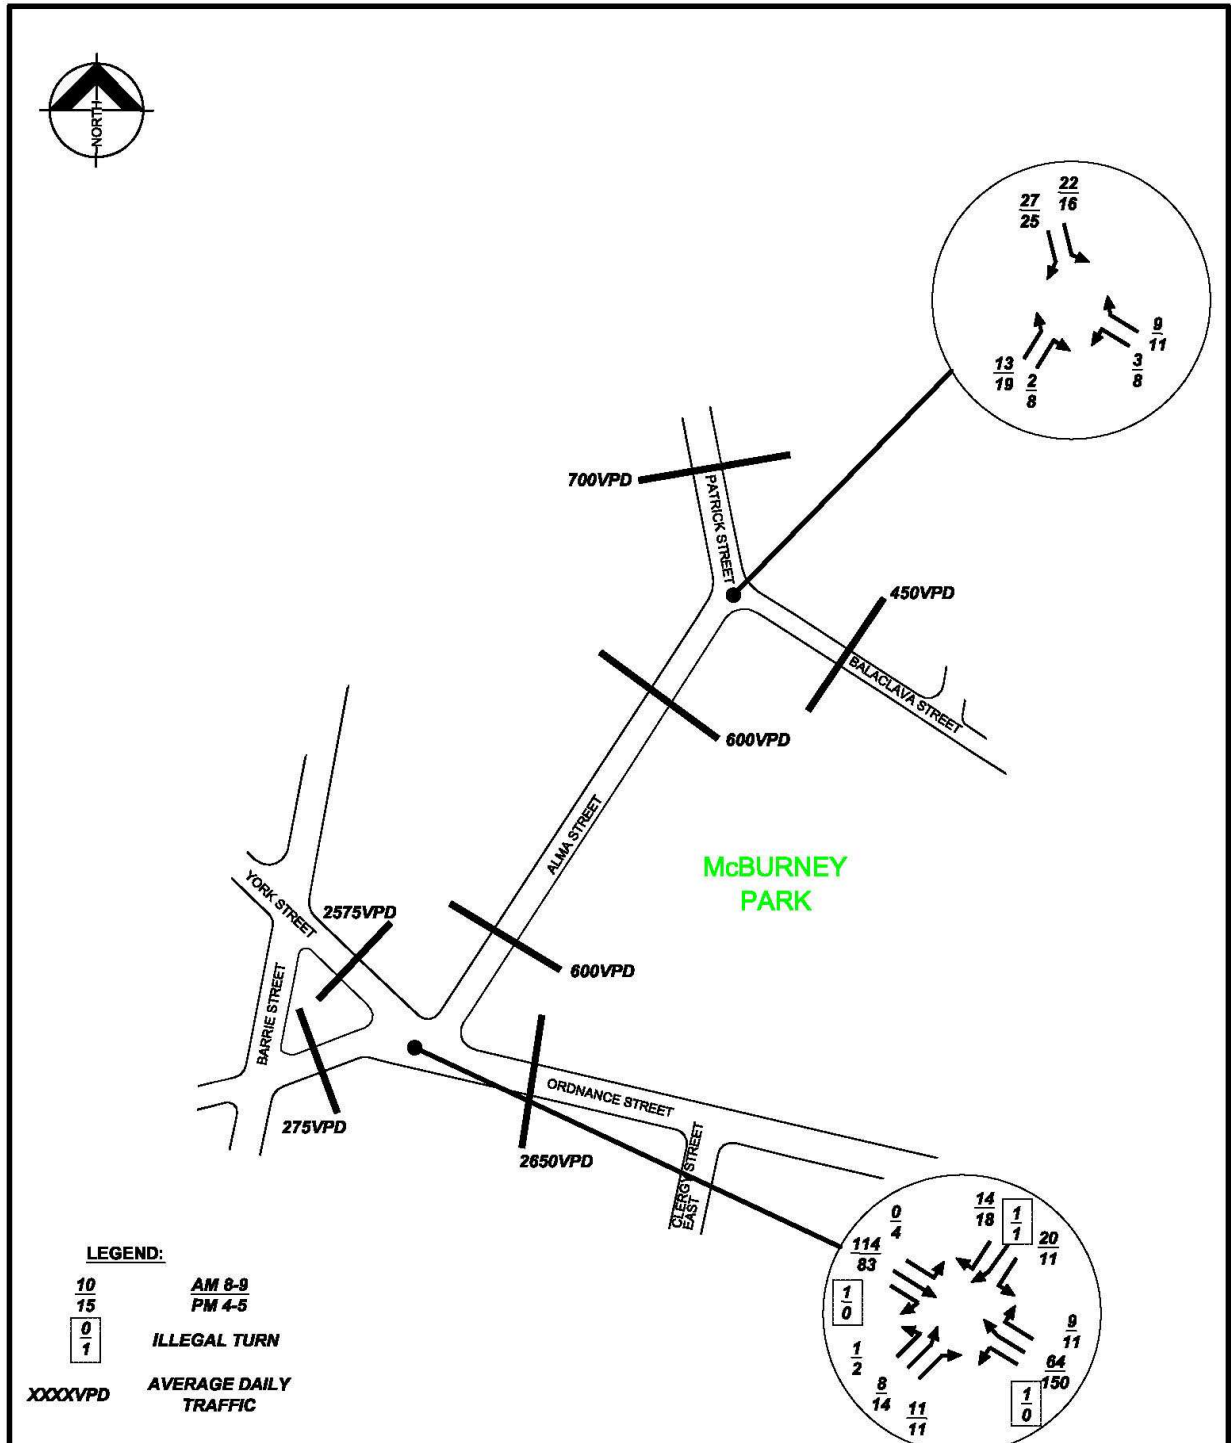 NORTH
22
16
27
25
9
11
3
8
13
19
2
8
700VPD
PATRICK STREET
450VPD
BALACLAVA STREET
600VPD
ALMA STREET
McBURNEY
PARK
YORK STREET
2575VPD
600VPD
BARRIE STREET
275VPD
ORDNANCE STREET
2650VPD
CLERGY STREET
EAST
14
18
1
1
0
4
20
11
114
83
1
0
9
11
1
2
64
150
8
14
1
0
11
11
LEGEND:
10
15
AM 8-9
PM 4-5
0
1
ILLEGAL TURN
XXXXVPD
AVERAGE DAILY
TRAFFIC